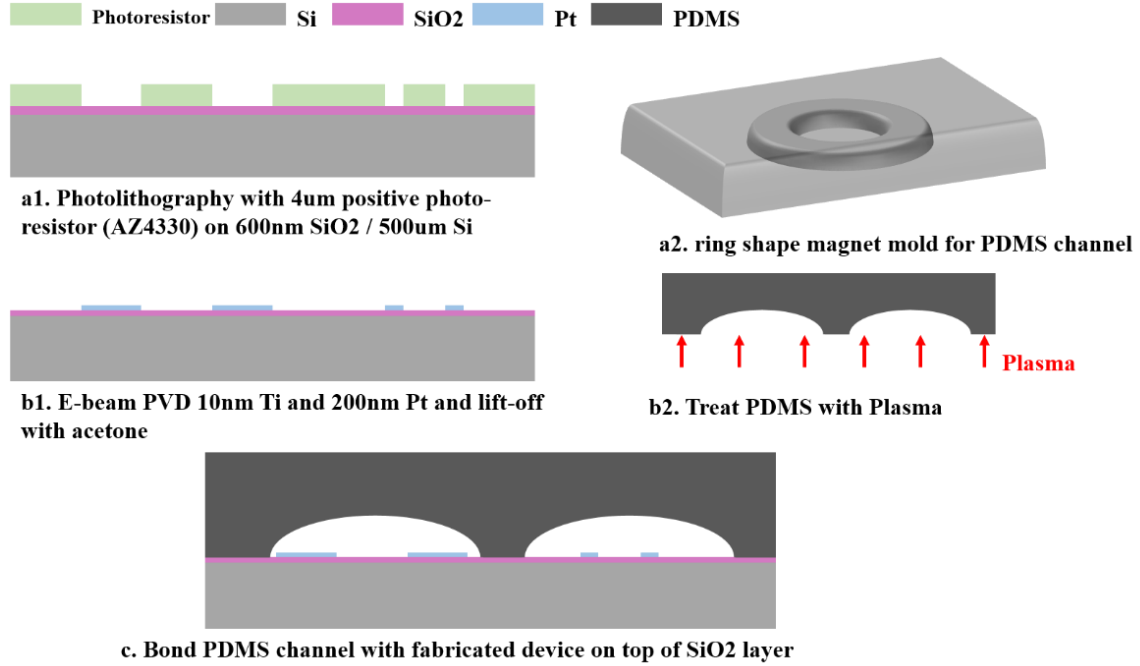 Photoresistor Si SiO2 Pt PDMS
a1. Photolithography with 4um positive photo-
resistor (AZ4330) on 600nm SiO2 / 500um Si
a2. ring shape magnet mold for PDMS channel
b1. E-beam PVD 10nm Ti and 200nm Pt and lift-off
with acetone
Plasma
b2. Treat PDMS with Plasma
c. Bond PDMS channel with fabricated device on top of SiO2 layer